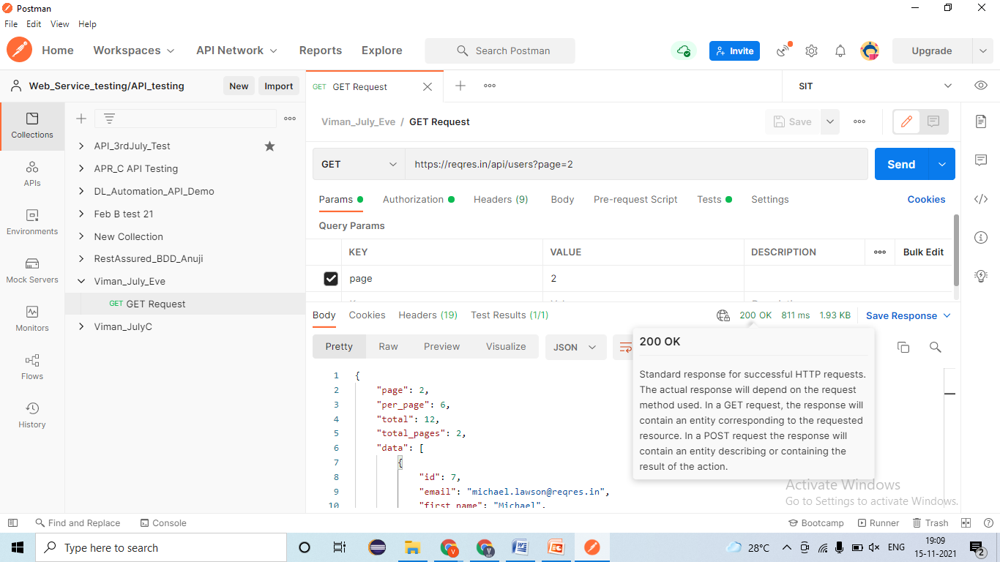 Postman
File Edit View Help
Home Workspaces API Network Reports Explore Search Postman Invite Upgrade
Web_Service_testing/API_testing New Import GET GET Request SIT
Viman_July_Eve / GET Request Save
Collections
APIs
Environments
Mock Servers
Monitors
Flows
History
API_3rdJuly_Test
APR_C API Testing
DL_Automation_API_Demo
Feb B test 21
New Collection
RestAssured_BDD_Anuji
Viman_July_Eve
GET GET Request
Viman_JulyC
GET https://reqres.in/api/users?page=2 Send
Params Authorization Headers (9) Body Pre-request Script Tests Settings Cookies
Query Params
KEY VALUE DESCRIPTION Bulk Edit
page 2
Body Cookies Headers (19) Test Results (1/1) 200 OK 811 ms 1.93 KB Save Response
Pretty Raw Preview Visualize JSON
1 {
2 "page": 2,
3 "per_page": 6,
4 "total": 12,
5 "total_pages": 2,
6 "data": [
7 {
8 "id": 7,
9 "email": "michael.lawson@reqres.in",
10 "first_name": "Michael",
200 OK
Standard response for successful HTTP requests.
The actual response will depend on the request
method used. In a GET request, the response will
contain an entity corresponding to the requested
resource. In a POST request the response will
contain an entity describing or containing the
result of the action.
Activate Windows
Go to Settings to activate Windows.
Find and Replace Console Bootcamp Runner Trash
Type here to search 28°C ENG 19:09
15-11-2021 2